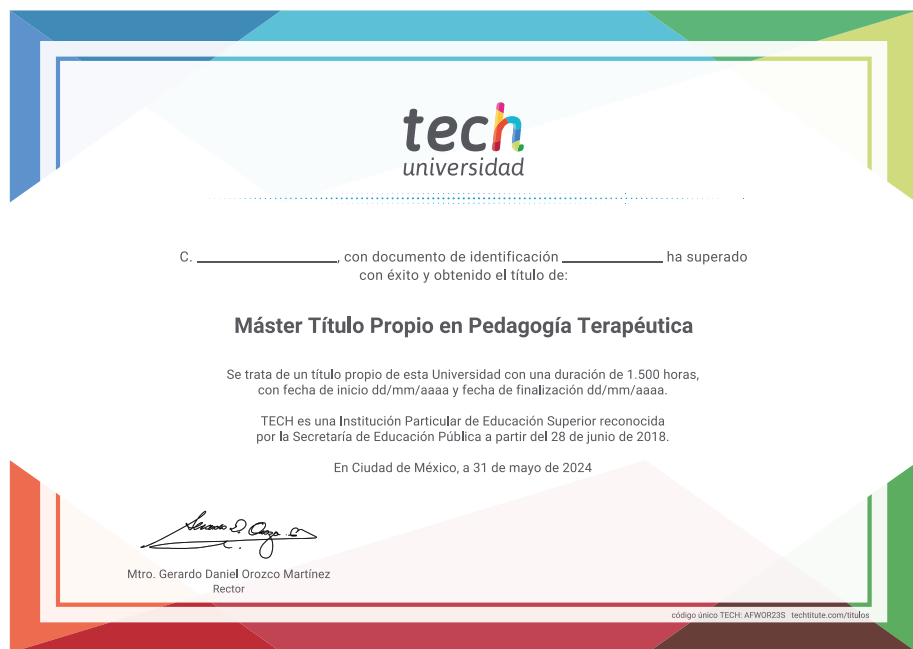 tech
universidad
C. , con documento de identificación ha superado
con éxito y obtenido el título de:
Máster Título Propio en Pedagogía Terapéutica
Se trata de un título propio de esta Universidad con una duración de 1.500 horas,
con fecha de inicio dd/mm/aaaa y fecha de finalización dd/mm/aaaa.
TECH es una Institución Particular de Educación Superior reconocida
por la Secretaría de Educación Pública a partir del 28 de junio de 2018.
En Ciudad de México, a 31 de mayo de 2024
Mtro. Gerardo Daniel Orozco Martínez
Rector
código único TECH: AFWOR23S techtitute.com/titulos